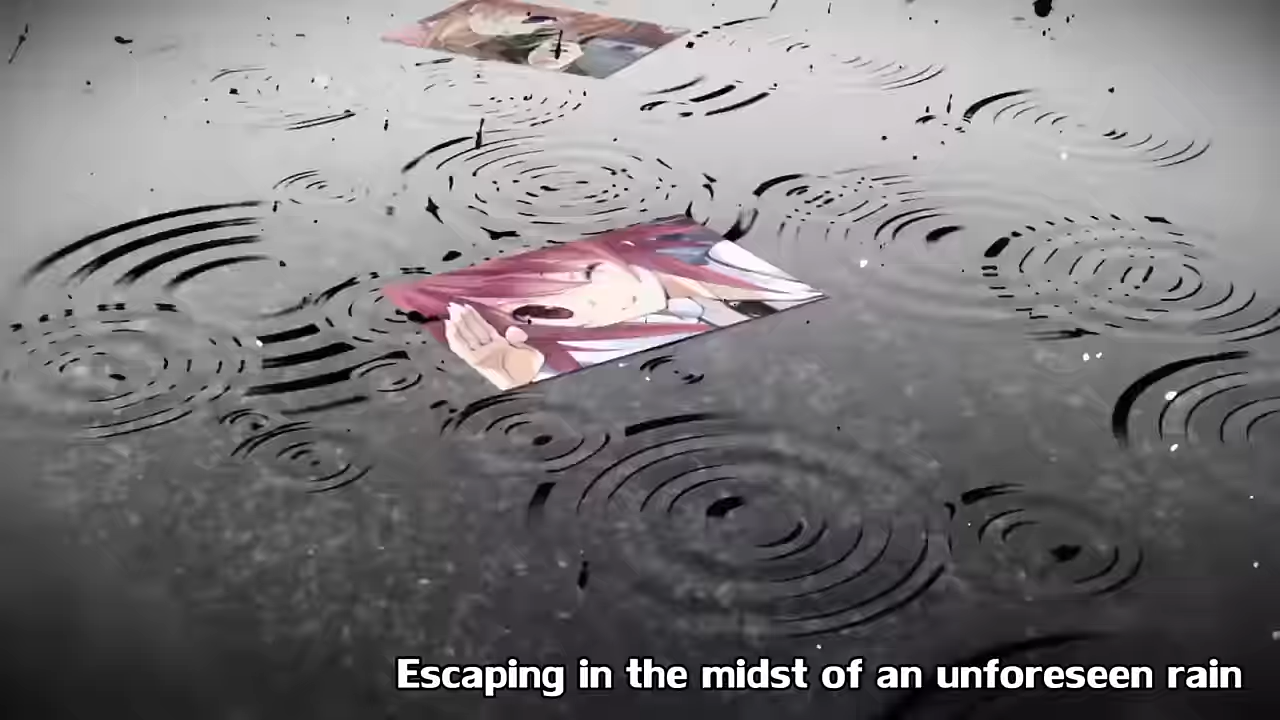 Escaping in the midst of an unforeseen rain